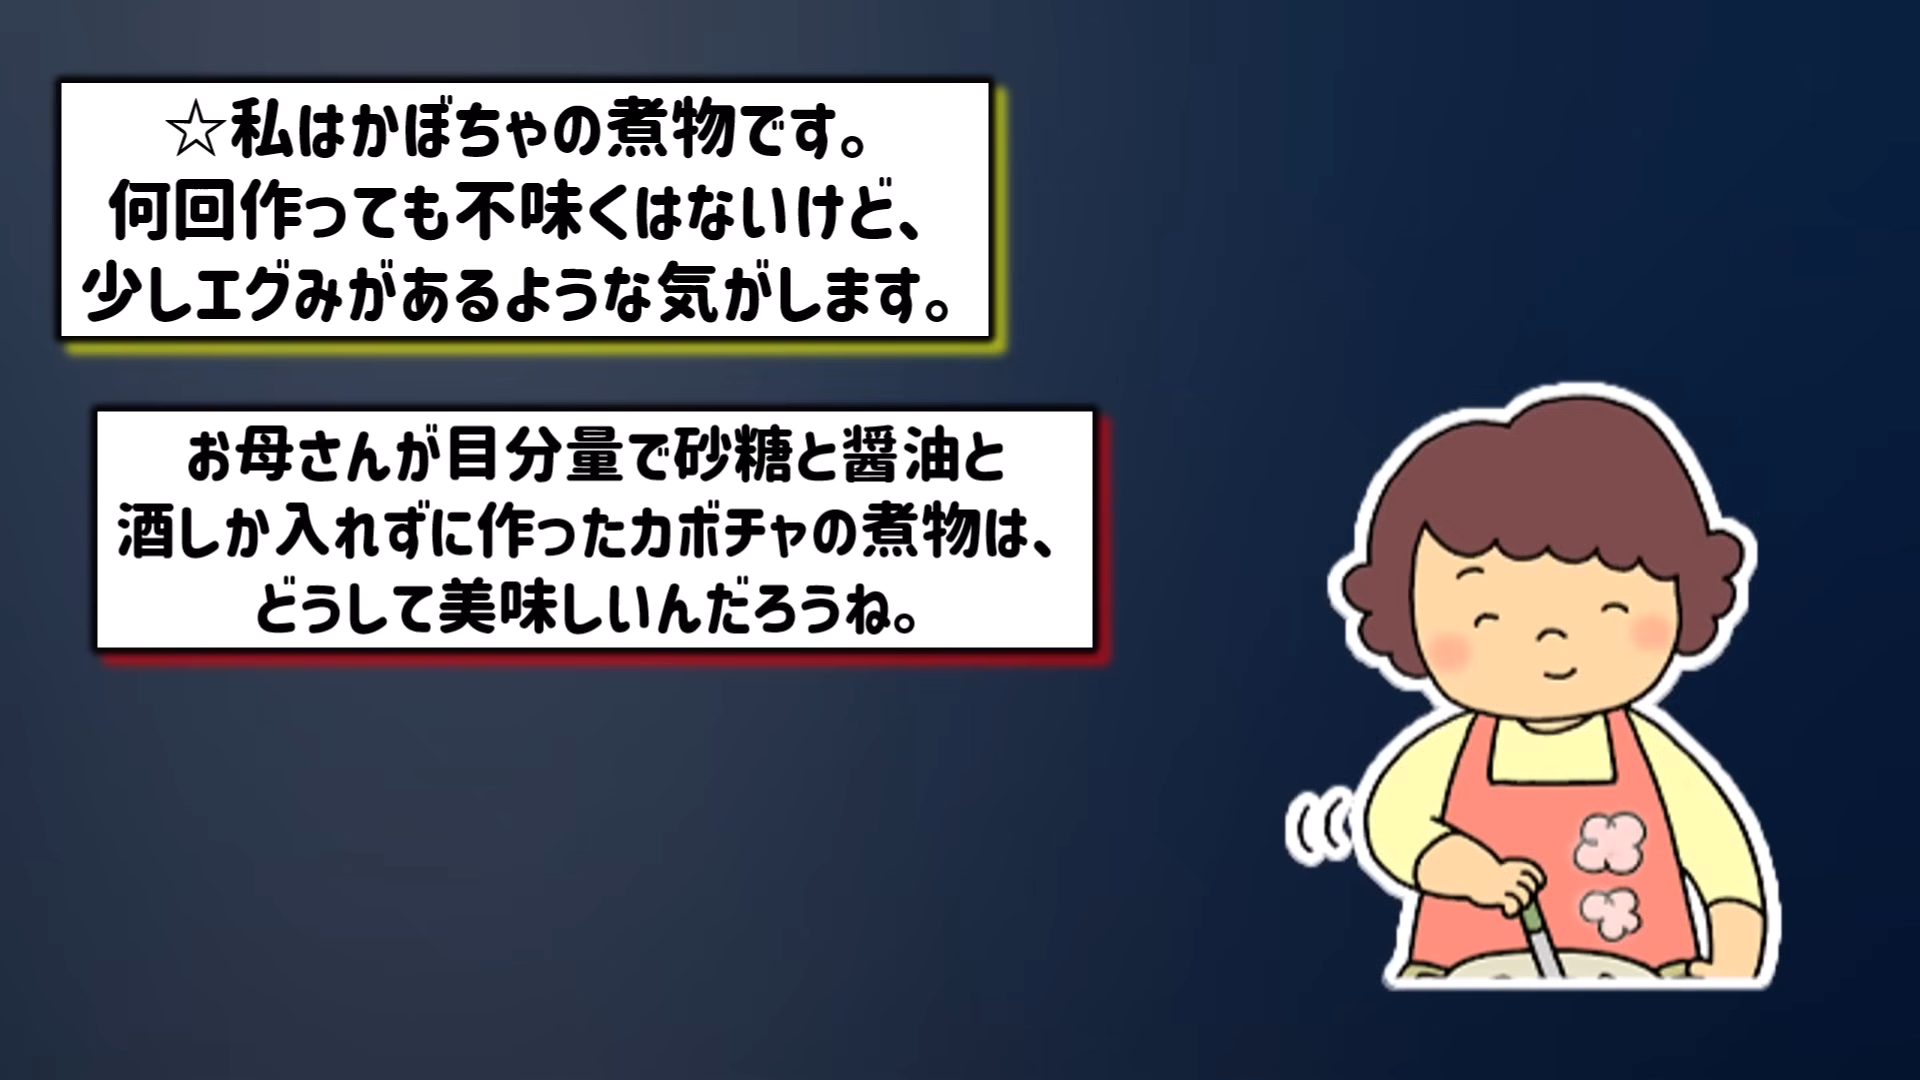 ☆私はかぼちゃの煮物です。
何回作っても不味くはないけど、
少しエグみがあるような気がします。
お母さんが目分量で砂糖と醤油と
酒しか入れずに作ったカボチャの煮物は、
どうして美味しいんだろうね。